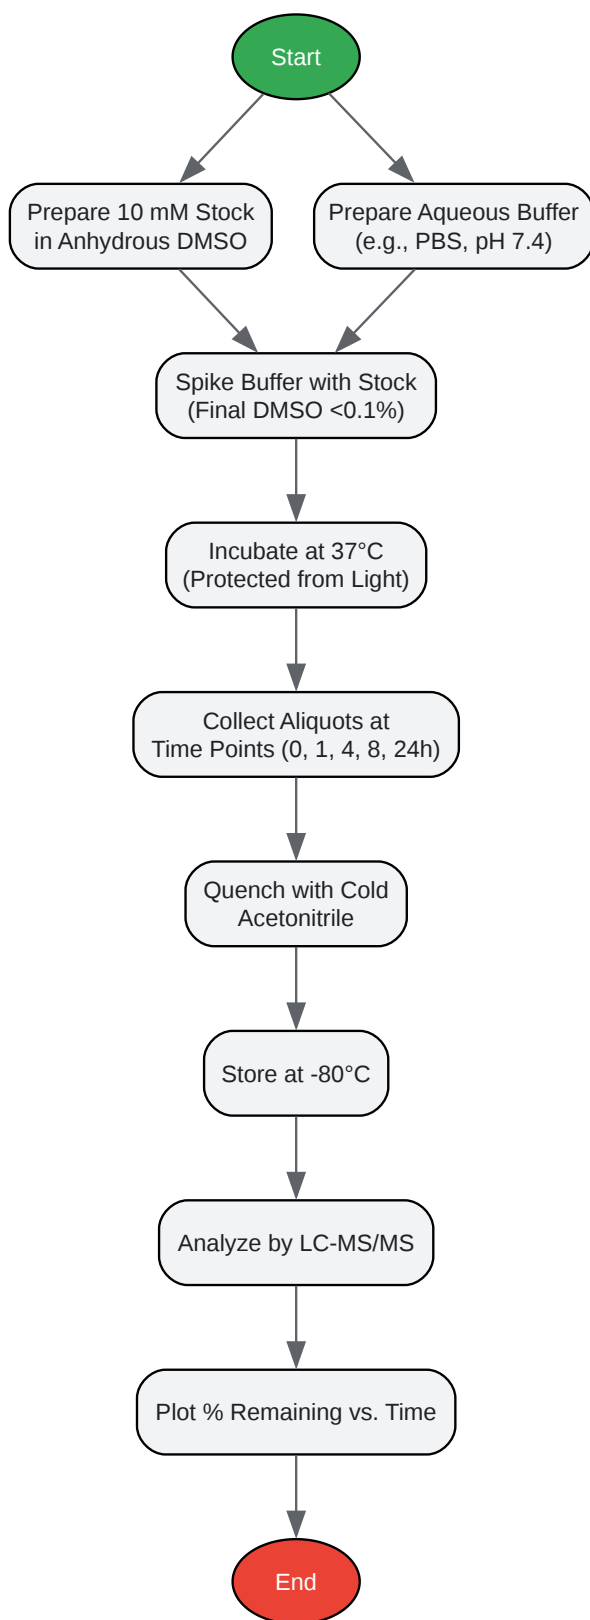 Start
Prepare 10 mM Stock
in Anhydrous DMSO
Prepare Aqueous Buffer
(e.g., PBS, pH 7.4)
Spike Buffer with Stock
(Final DMSO <0.1%)
Incubate at 37°C
(Protected from Light)
Collect Aliquots at
Time Points (0, 1, 4, 8, 24h)
Quench with Cold
Acetonitrile
Store at -80°C
Analyze by LC-MS/MS
Plot % Remaining vs. Time
End